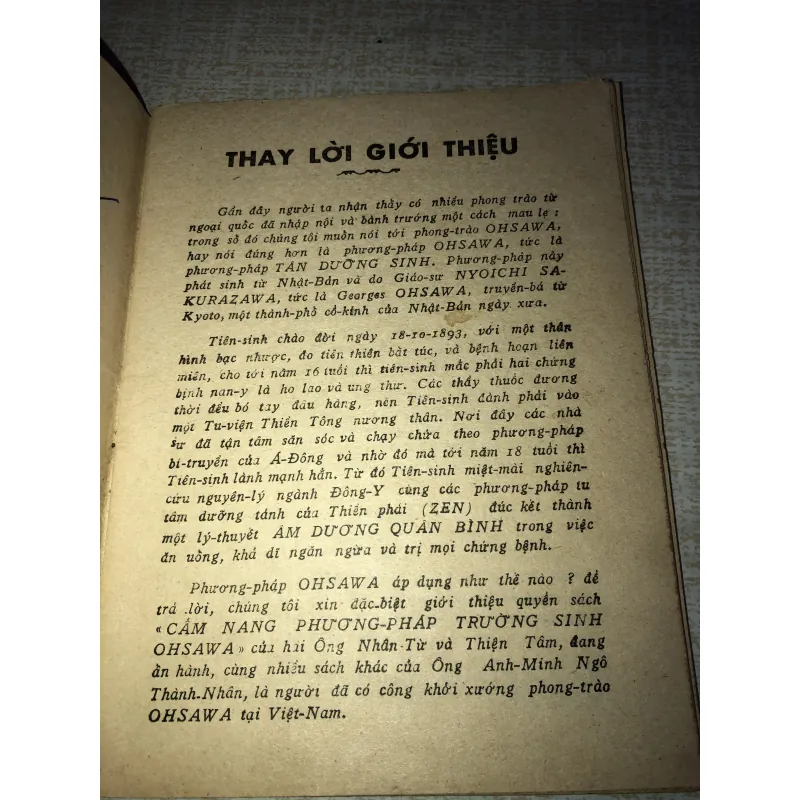 THAY LỜI GIỚI THIỆU
Gần đây người ta nhận thấy có nhiều phong trào từ
ngoại quốc đã nhập nội và bành trướng một cách mau lẹ :
trong số đó chúng tôi muốn nói tới phong-trào OHSAWA,
hay nói đúng hơn là phương-pháp OHSAWA, tức là
phương-pháp TÂN DƯỠNG SINH. Phương-pháp này
phát sinh từ Nhật-Bản và do Giáo-sư NYOICHI SA-
KURAZAWA, tức là Georges OHSAWA, truyền-bá từ
Kyoto, một thành-phố cổ-kính của Nhật-Bản ngày xưa.
Tiên-sinh chào đời ngày 18-10-1893, với một thân
hình bạc nhược, do tiên thiên bất túc, và bệnh hoạn liên
miên, cho tới năm 16 tuổi thì tiên-sinh mắc phải hai chứng
bịnh nan-y là ho lao và ung thư. Các thầy thuốc đương
thời đều bó tay đầu hàng, nên Tiên-sinh đành phải vào
một Tu-viện Thiền Tông nương thân. Nơi đây các nhà
sư đã tận tâm săn sóc và chạy chữa theo phương-pháp
bí-truyền của Á-Đông và nhờ đó mà tới năm 18 tuổi thì
Tiên-sinh lành mạnh hẳn. Từ đó Tiên-sinh miệt-mài nghiên-
cứu nguyên-lý ngành Đông-Y cùng các phương-pháp tu
tâm dưỡng tánh của Thiền phái (ZEN) đúc kết thành
một lý-thuyết ÂM DƯƠNG QUÂN BÌNH trong việc
ăn uống, khả dĩ ngăn ngừa và trị mọi chứng bệnh.
Phương-pháp OHSAWA áp dụng như thế nào ? để
trả lời, chúng tôi xin đặc-biệt giới thiệu quyển sách
«CẨM NANG PHƯƠNG-PHÁP TRƯỜNG SINH
OHSAWA» của hai Ông Nhân-Từ và Thiện Tâm, đang
ấn hành, cùng nhiều sách khác của Ông Anh-Minh Ngô
Thành-Nhân, là người đã có công khởi xướng phong-trào
OHSAWA tại Việt-Nam.